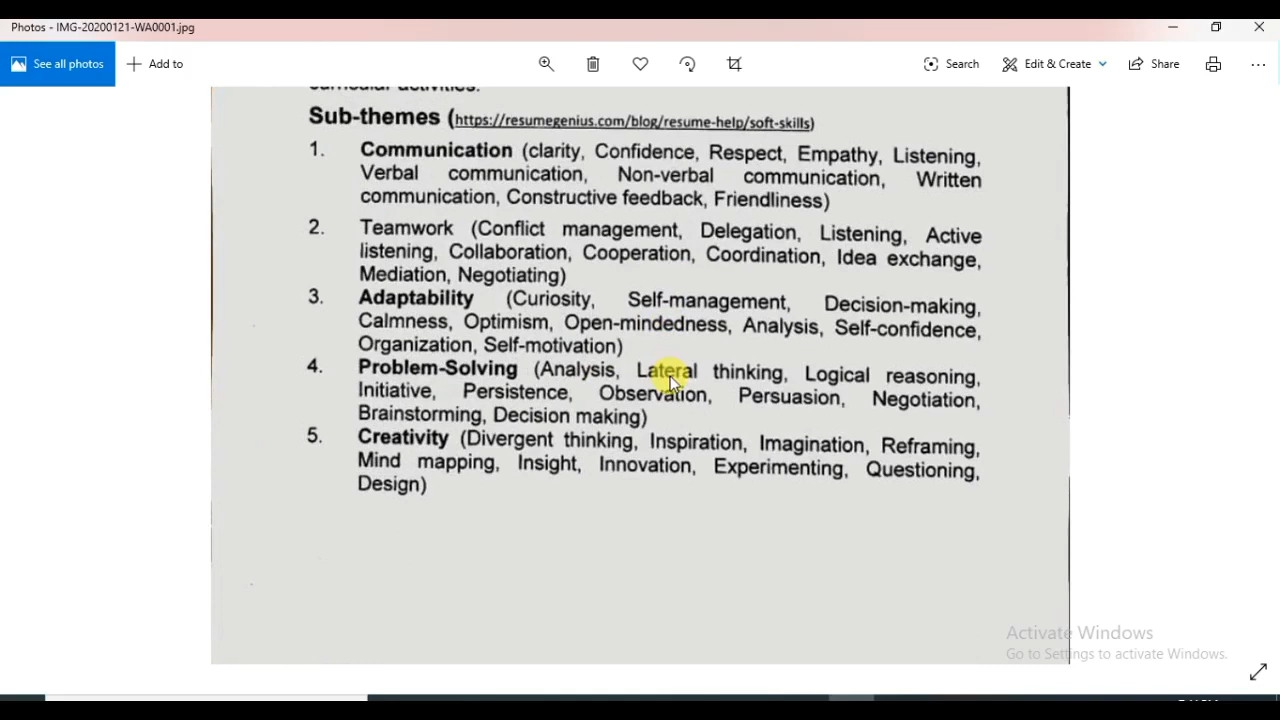 Photos - IMG-20200121-WA0001.jpg
See all photos
Add to
Search
Edit & Create
Share
curricular activities.
Sub-themes (https://resumegenius.com/blog/resume-help/soft-skills)
1. Communication (clarity, Confidence, Respect, Empathy, Listening,
Verbal communication, Non-verbal communication, Written
communication, Constructive feedback, Friendliness)
2. Teamwork (Conflict management, Delegation, Listening, Active
listening, Collaboration, Cooperation, Coordination, Idea exchange,
Mediation, Negotiating)
3. Adaptability (Curiosity, Self-management, Decision-making,
Calmness, Optimism, Open-mindedness, Analysis, Self-confidence,
Organization, Self-motivation)
4. Problem-Solving (Analysis, Lateral thinking, Logical reasoning,
Initiative, Persistence, Observation, Persuasion, Negotiation,
Brainstorming, Decision making)
5. Creativity (Divergent thinking, Inspiration, Imagination, Reframing,
Mind mapping, Insight, Innovation, Experimenting, Questioning,
Design)
Activate Windows
Go to Settings to activate Windows.